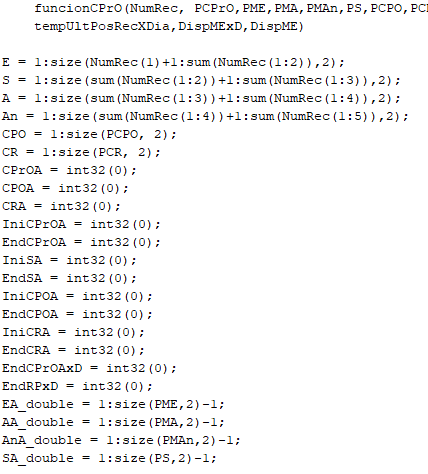 funcionCPrO(NumRec, PCPrO,PME,PMA,PMAn,PS,PCPO,
tempUltPosRecXDia,DispMExD,DispME)
E = 1:size(NumRec(1)+1:sum(NumRec(1:2)),2);
S = 1:size(sum(NumRec(1:2))+1:sum(NumRec(1:3)),2);
A = 1:size(sum(NumRec(1:3))+1:sum(NumRec(1:4)),2);
An = 1:size(sum(NumRec(1:4))+1:sum(NumRec(1:5)),2);
CPO = 1:size(PCPO, 2);
CR = 1:size(PCR, 2);
CPrOA = int32(0);
CPOA = int32(0);
CRA = int32(0);
IniCPrOA = int32(0);
EndCPrOA = int32(0);
IniSA = int32(0);
EndSA = int32(0);
IniCPOA = int32(0);
EndCPOA = int32(0);
IniCRA = int32(0);
EndCRA = int32(0);
EndCPrOAxD = int32(0);
EndRPxD = int32(0);
EA_double = 1:size(PME,2)-1;
AA_double = 1:size(PMA,2)-1;
AnA_double = 1:size(PMAn,2)-1;
SA_double = 1:size(PS,2)-1;